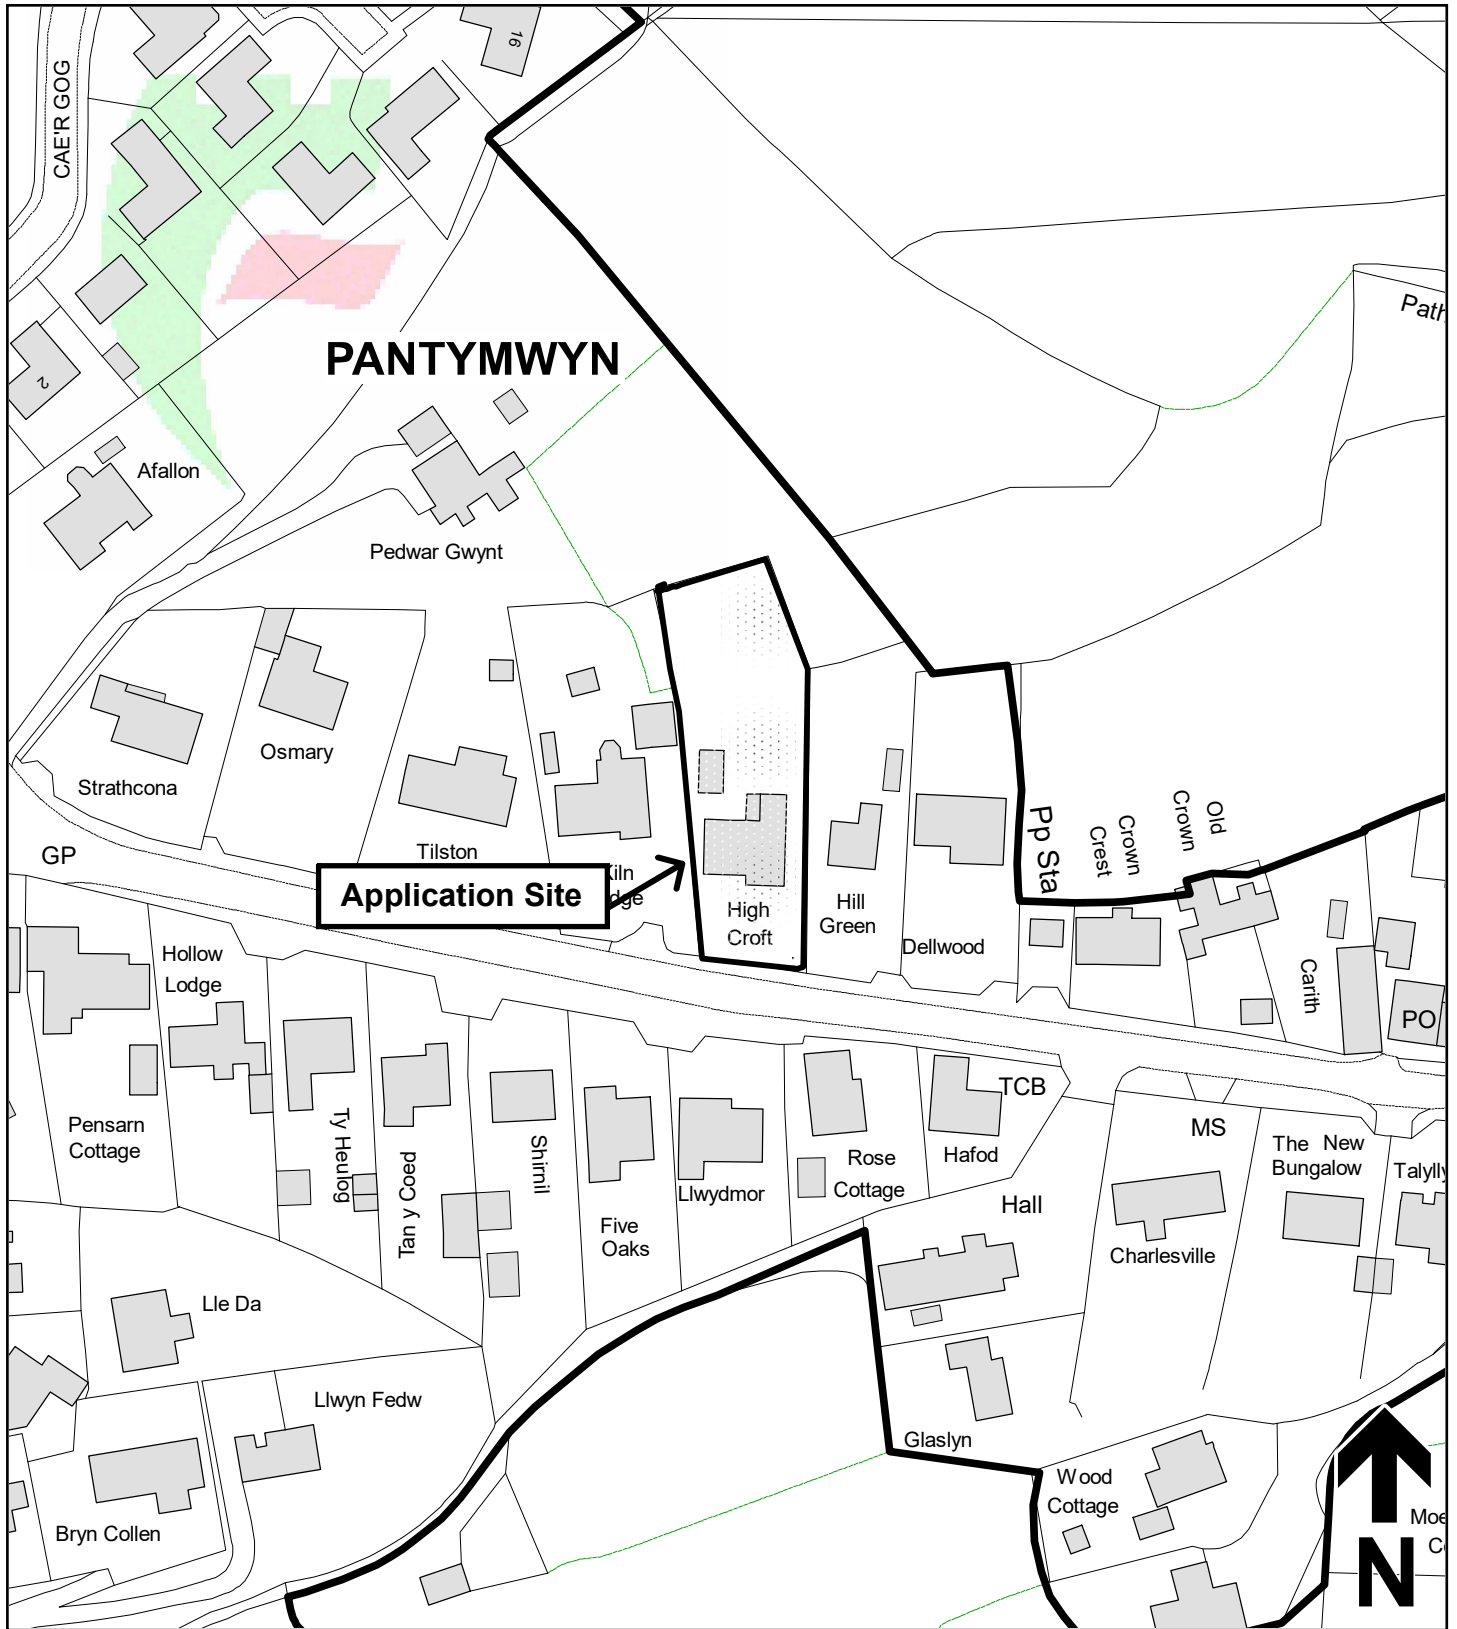 16
CAE'R GOG
Path
PANTYMWYN
2
Afallon
Pedwar Gwynt
Osmary
Strathcona
Tilston
GP
Application Site
High
Croft
Hill
Green
Dellwood
Pp Sta
Crown
Crest
Old
Crown
Carith
PO
Hollow
Lodge
Pensarn
Cottage
Ty Heulog
Tan y Coed
Shirnil
Five
Oaks
Llwydmor
Rose
Cottage
Hafod
TCB
MS
The New
Bungalow
Hall
Charlesville
Lle Da
Llwyn Fedw
Bryn Collen
Glaslyn
Wood
Cottage
N